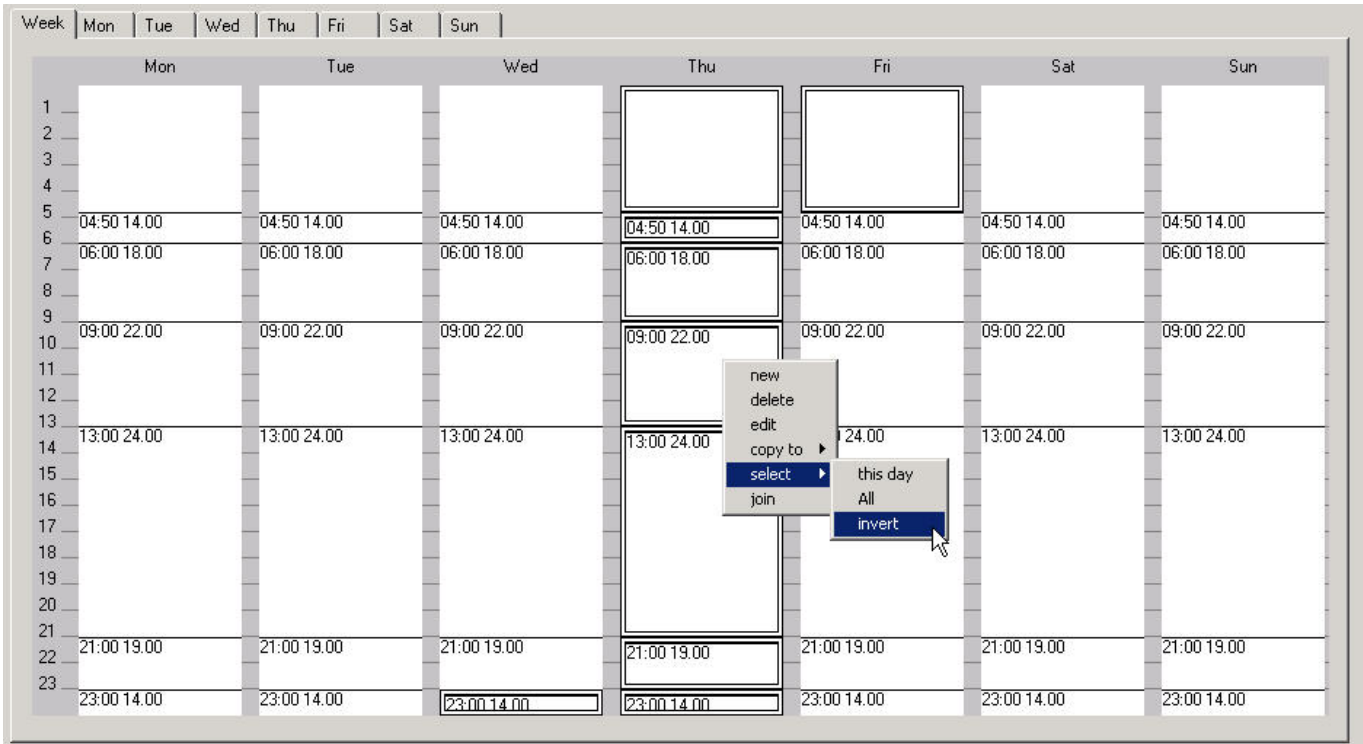 Week Mon Tue Wed Thu Fri Sat Sun
Mon Tue Wed Thu Fri Sat Sun
1
2
3
4
5
04:50 14.00 04:50 14.00 04:50 14.00 04:50 14.00 04:50 14.00 04:50 14.00 04:50 14.00
6
06:00 18.00 06:00 18.00 06:00 18.00 06:00 18.00 06:00 18.00 06:00 18.00 06:00 18.00
7
8
9
09:00 22.00 09:00 22.00 09:00 22.00 09:00 22.00 09:00 22.00 09:00 22.00 09:00 22.00
10
11
new
12
delete
13
edit
13:00 24.00 13:00 24.00 13:00 24.00 13:00 24.00 24.00 13:00 24.00 13:00 24.00
14
copy to
15
select this day
16
join All
17
invert
18
19
20
21
21:00 19.00 21:00 19.00 21:00 19.00 21:00 19.00 21:00 19.00 21:00 19.00 21:00 19.00
22
23
23:00 14.00 23:00 14.00 23:00 14.00 23:00 14.00 23:00 14.00 23:00 14.00 23:00 14.00